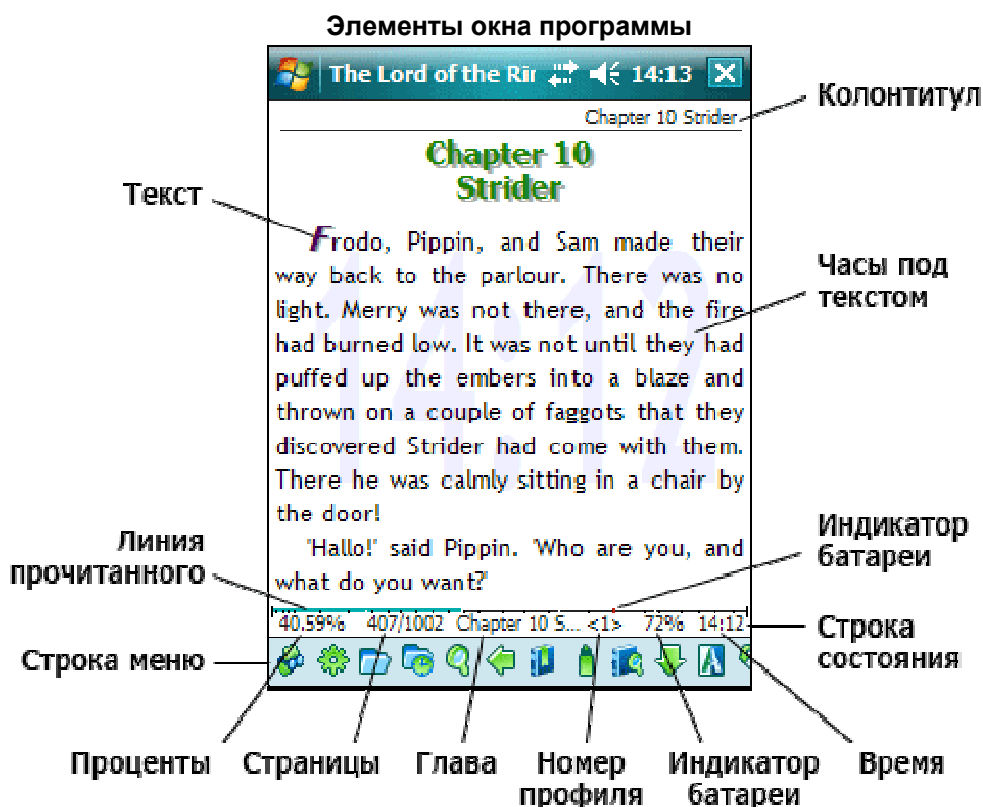 Элементы окна программы
The Lord of the Rin 14:13
Колонтитул
Chapter 10 Strider
Chapter 10
Strider
Текст
Frodo, Pippin, and Sam made their
way back to the parlour. There was no
light. Merry was not there, and the fire
had burned low. It was not until they had
puffed up the embers into a blaze and
thrown on a couple of faggots that they
discovered Strider had come with them.
There he was calmly sitting in a chair by
the door!
'Hallo!' said Pippin. 'Who are you, and
what do you want?'
14:12
Часы под
текстом
Линия
прочитанного
Индикатор
батареи
40.59% 407/1002 Chapter 10 S... <1> 72% 14:12
Строка
состояния
Строка меню
Проценты
Страницы
Глава
Номер
профиля
Индикатор
батареи
Время